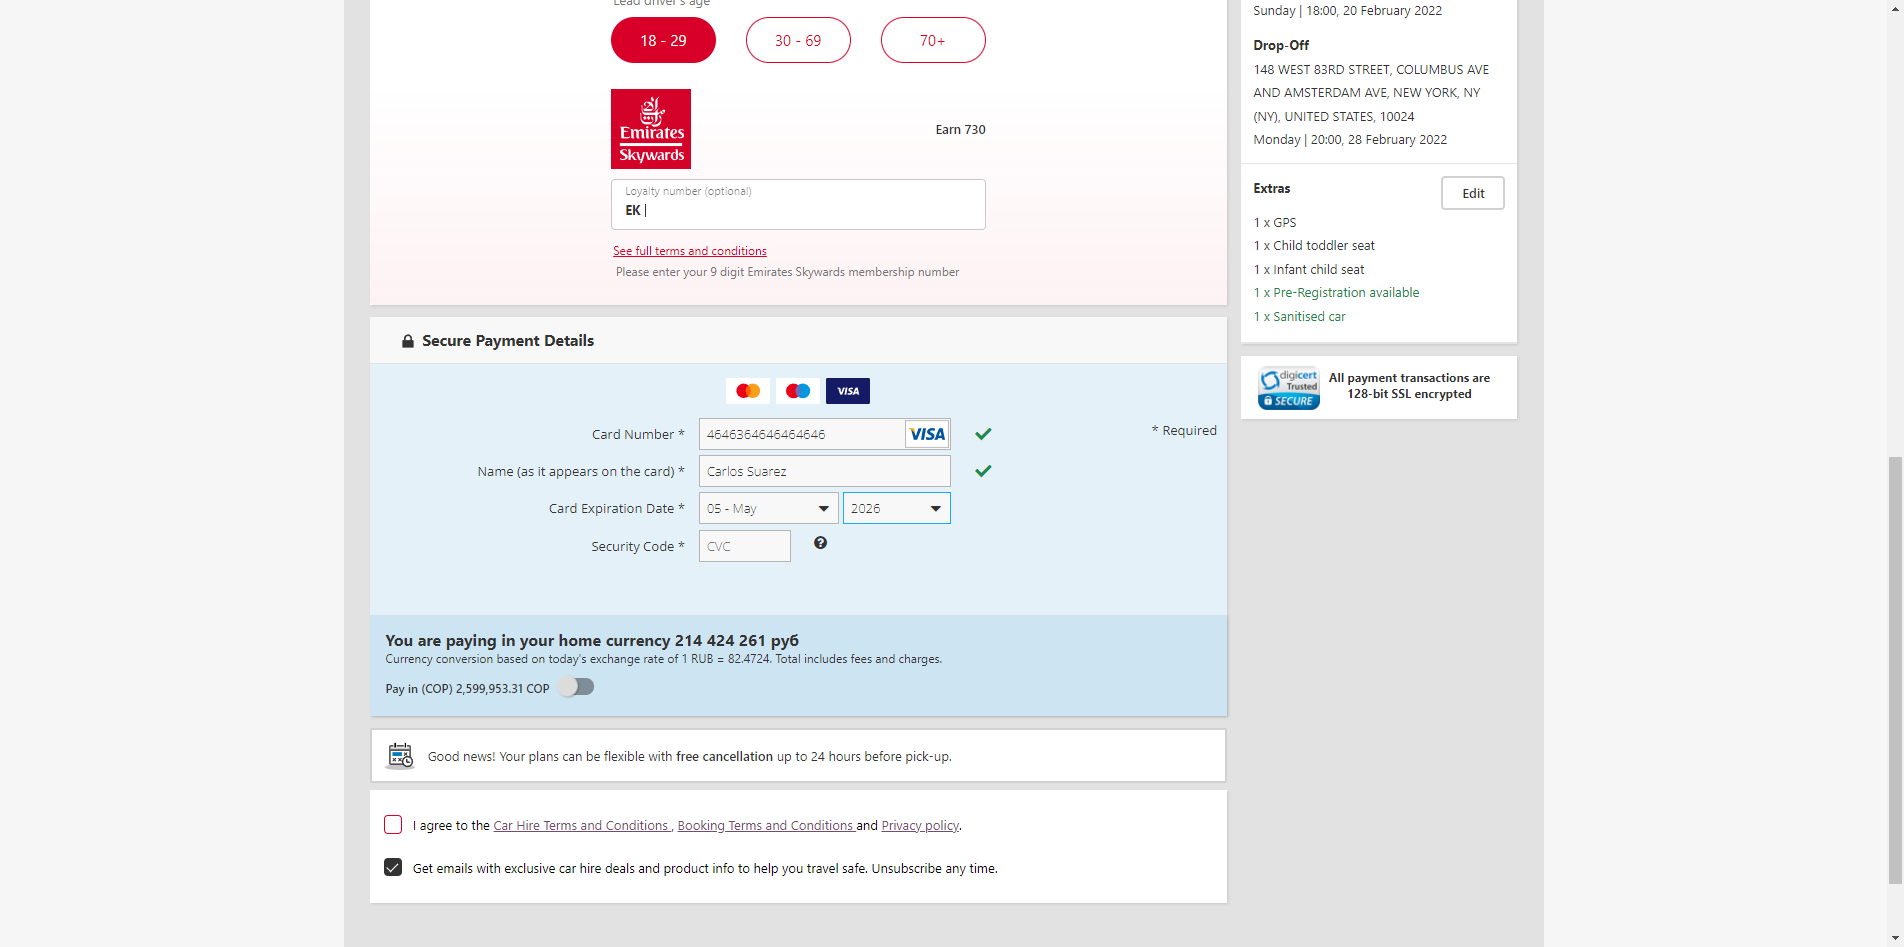 Lead driver's age
18 - 29
30 - 69
70+
Emirates
Skywards
Earn 730
Loyalty number (optional)
EK
See full terms and conditions
Please enter your 9 digit Emirates Skywards membership number
Secure Payment Details
VISA
Card Number *
4646364646464646
VISA
* Required
Name (as it appears on the card) *
Carlos Suarez
Card Expiration Date *
05 - May
2026
Security Code *
CVC
?
You are paying in your home currency 214 424 261 руб
Currency conversion based on today's exchange rate of 1 RUB = 82.4724. Total includes fees and charges.
Pay in (COP) 2,599,953.31 COP
Good news! Your plans can be flexible with free cancellation up to 24 hours before pick-up.
I agree to the Car Hire Terms and Conditions , Booking Terms and Conditions and Privacy policy.
Get emails with exclusive car hire deals and product info to help you travel safe. Unsubscribe any time.
Sunday | 18:00, 20 February 2022
Drop-Off
148 WEST 83RD STREET, COLUMBUS AVE
AND AMSTERDAM AVE, NEW YORK, NY
(NY), UNITED STATES, 10024
Monday | 20:00, 28 February 2022
Extras
Edit
1 x GPS
1 x Child toddler seat
1 x Infant child seat
1 x Pre-Registration available
1 x Sanitised car
digicert
Trusted
SECURE
All payment transactions are
128-bit SSL encrypted